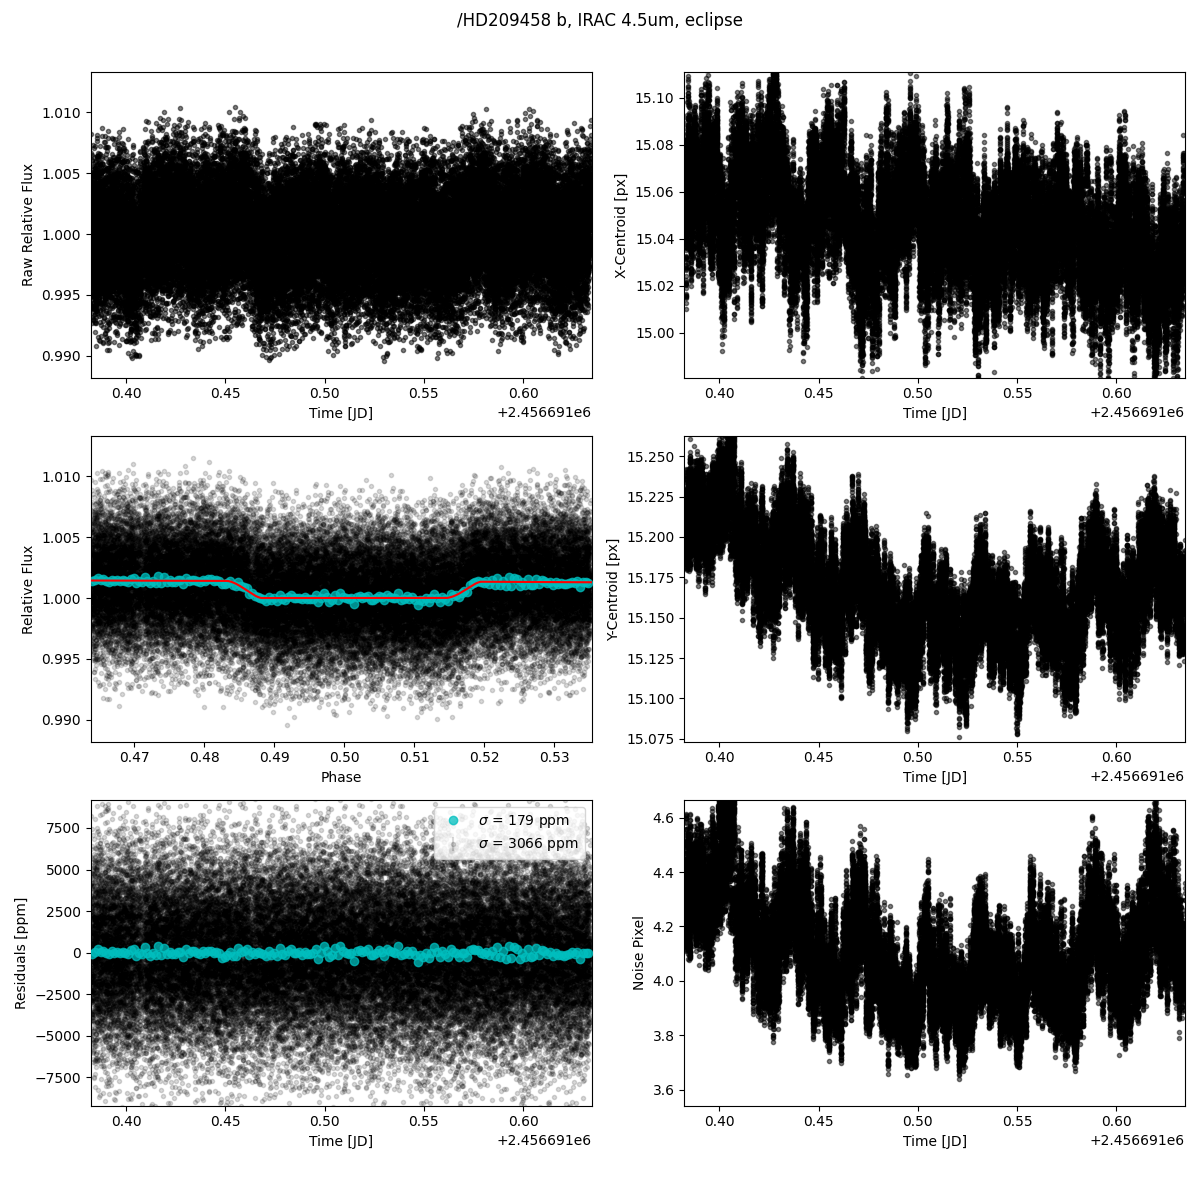 /HD209458 b, IRAC 4.5um, eclipse
1.010
1.005
1.000
0.995
0.990
Raw Relative Flux
0.40 0.45 0.50 0.55 0.60
Time [JD]
+2.456691e6
15.10
15.08
15.06
15.04
15.02
15.00
X-Centroid [px]
0.40 0.45 0.50 0.55 0.60
Time [JD]
+2.456691e6
1.010
1.005
1.000
0.995
0.990
Relative Flux
0.47 0.48 0.49 0.50 0.51 0.52 0.53
Phase
15.250
15.225
15.200
15.175
15.150
15.125
15.100
15.075
Y-Centroid [px]
0.40 0.45 0.50 0.55 0.60
Time [JD]
+2.456691e6
σ = 179 ppm
σ = 3066 ppm
7500
5000
2500
0
−2500
−5000
−7500
Residuals [ppm]
0.40 0.45 0.50 0.55 0.60
Time [JD]
+2.456691e6
4.6
4.4
4.2
4.0
3.8
3.6
Noise Pixel
0.40 0.45 0.50 0.55 0.60
Time [JD]
+2.456691e6